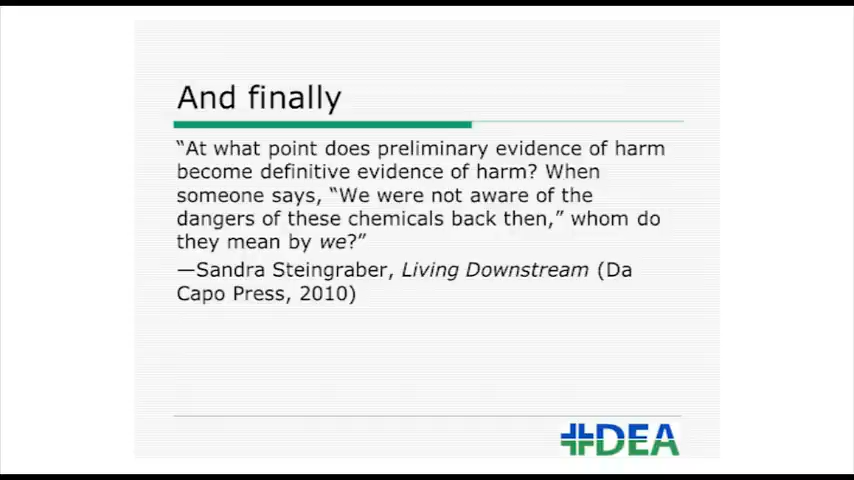 And finally
“At what point does preliminary evidence of harm
become definitive evidence of harm? When
someone says, “We were not aware of the
dangers of these chemicals back then,” whom do
they mean by we?”
—Sandra Steingraber, Living Downstream (Da
Capo Press, 2010)
DEA